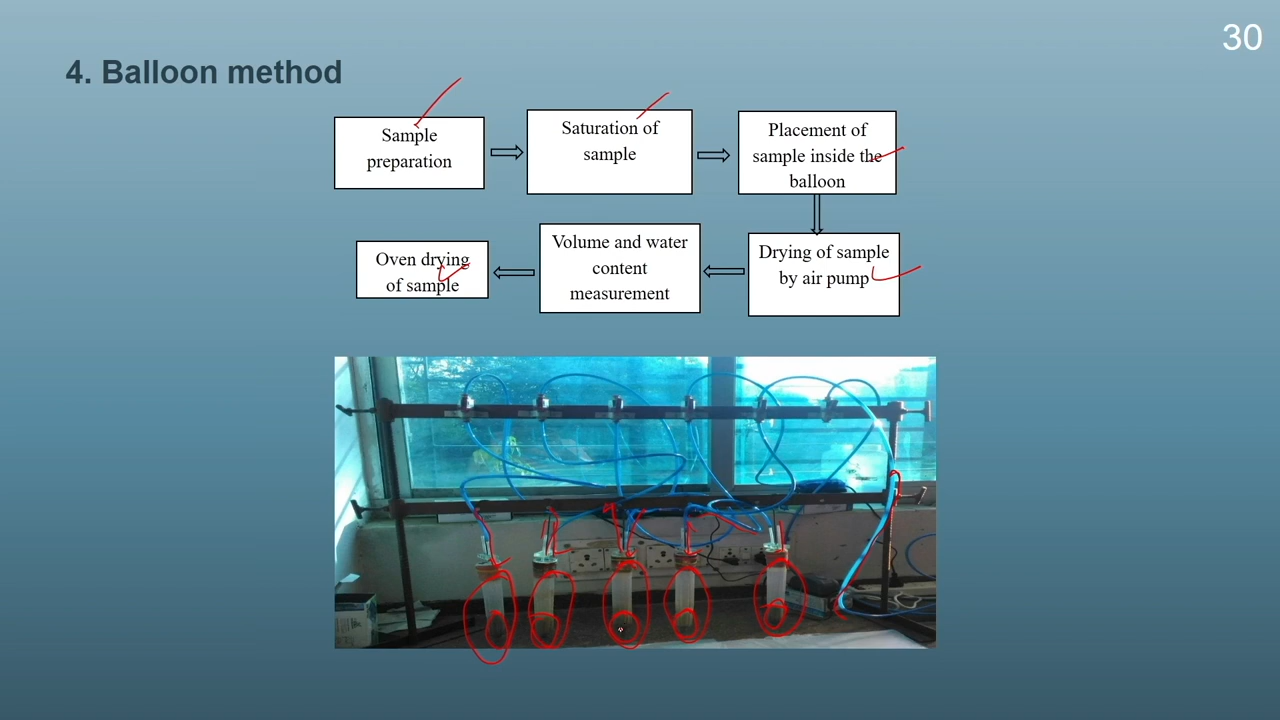 30
4. Balloon method
Sample
preparation
Saturation of
sample
Placement of
sample inside the
balloon
Drying of sample
by air pump
Volume and water
content
measurement
Oven drying
of sample